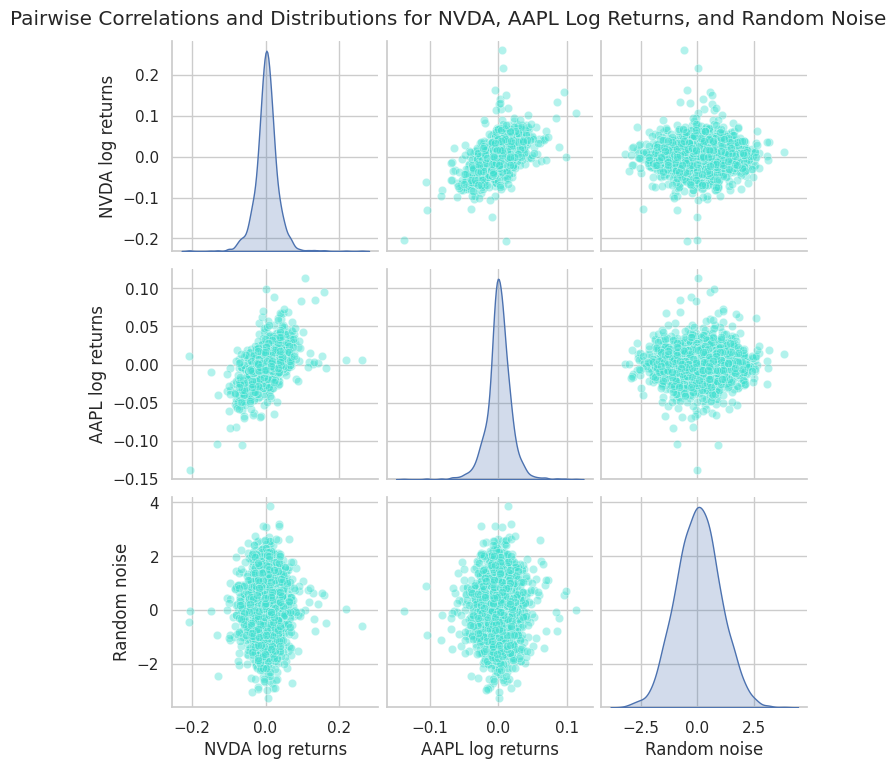 Pairwise Correlations and Distributions for NVDA, AAPL Log Returns, and Random Noise
NVDA log returns
0.2
0.1
0.0
−0.1
−0.2
AAPL log returns
0.10
0.05
0.00
−0.05
−0.10
−0.15
Random noise
4
2
0
−2
−0.2 0.0 0.2
−0.1 0.0 0.1
−2.5 0.0 2.5
NVDA log returns
AAPL log returns
Random noise